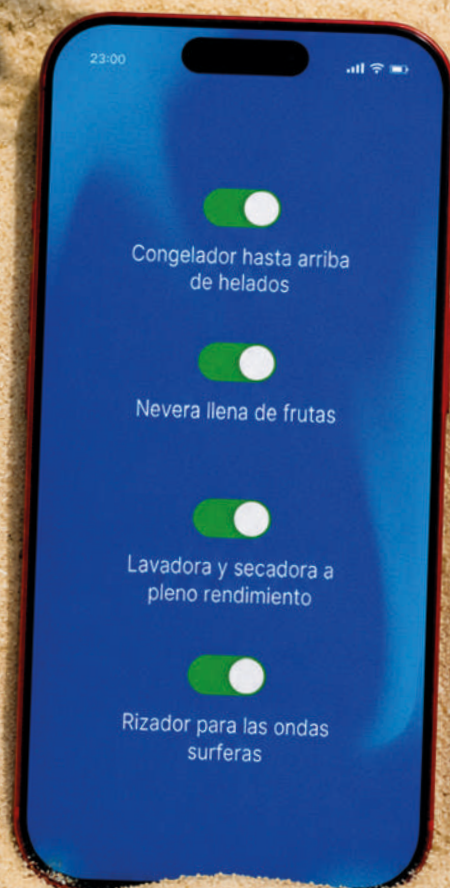 23:00
Congelador hasta arriba
de helados
Nevera llena de frutas
Lavadora y secadora a
pleno rendimiento
Rizador para las ondas
surferas